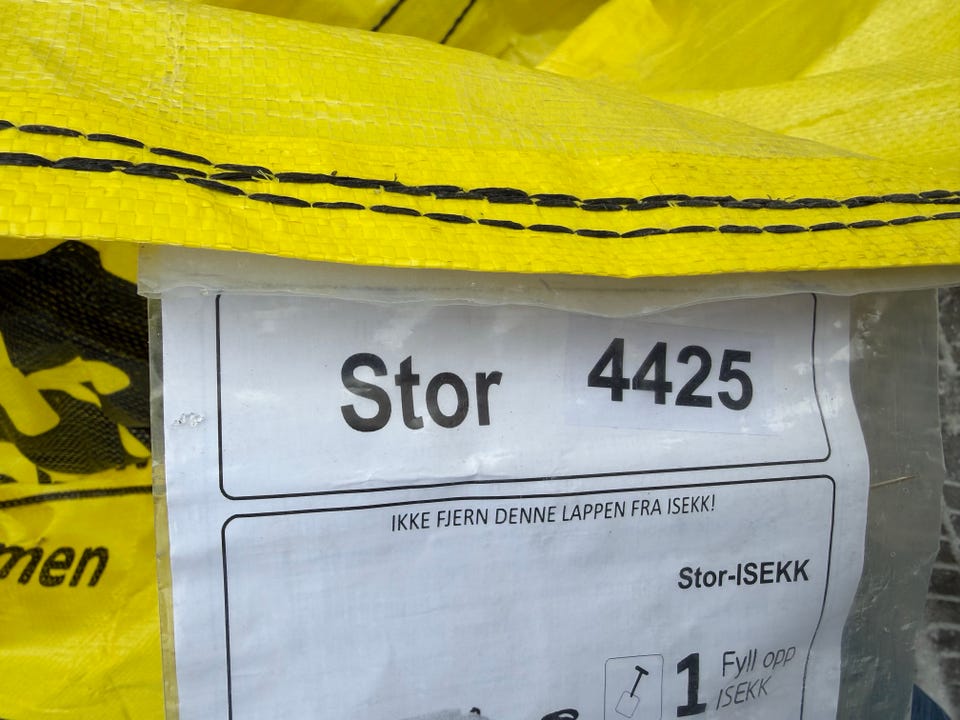 Stor 4425
IKKE FJERN DENNE LAPPEN FRA ISEKK!
Stor-ISEKK
1 Fyll opp
ISEKK
men